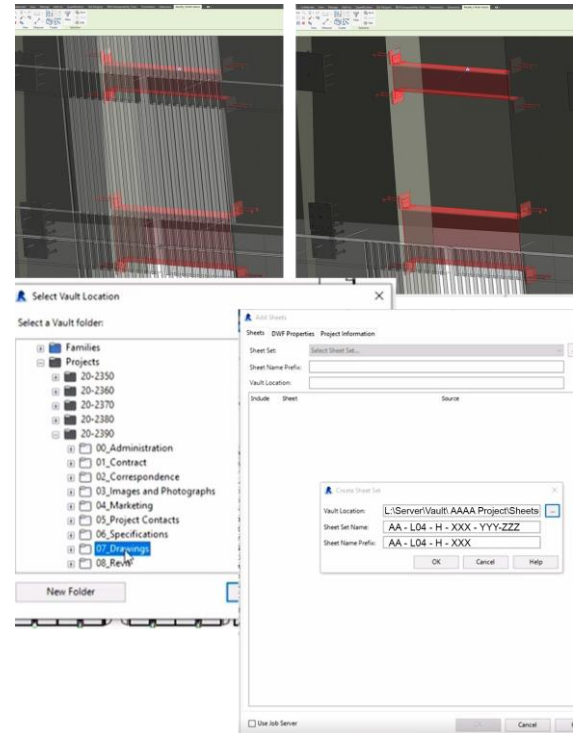 Select Vault Location
Select a Vault folder:
Families
Projects
20-2350
20-2360
20-2370
20-2380
20-2390
00_Administration
01_Contract
02_Correspondence
03_Images and Photographs
04_Marketing
05_Project Contacts
06_Specifications
07_Drawings
New Folder
Add Sheets
Sheets DWF Properties Project Information
Sheet Set: Select Sheet Set...
Sheet Name Prefix:
Vault Location:
Include Sheet Source
Create Sheet Set
Vault Location: L:\Server\Vault\ AAAA Project\Sheets ...
Sheet Set Name: AA - L04 - H - XXX - YYY-ZZZ
Sheet Name Prefix: AA - L04 - H - XXX
OK Cancel Help
Use Job Server
OK Cancel